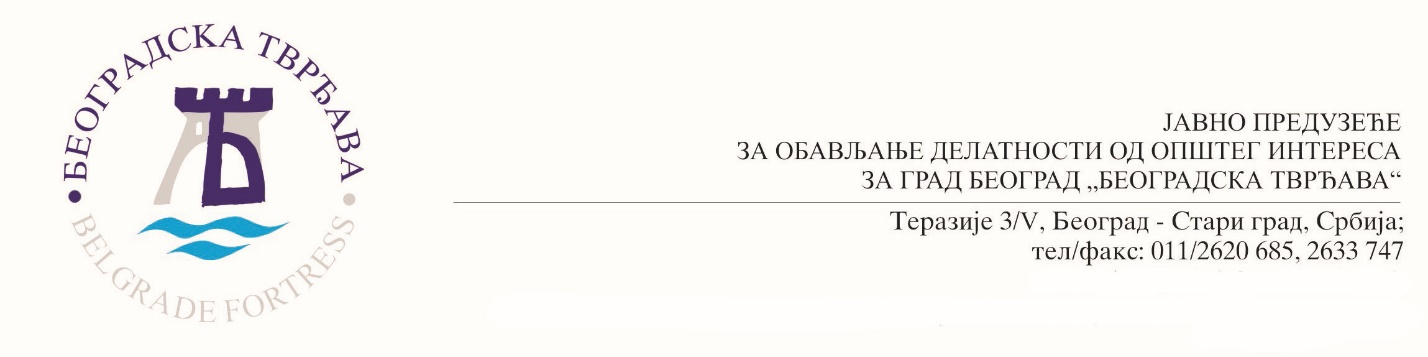 БЕОГРАДСКА ТВРЂАВА
BELGRADE FORTRESS
ЈАВНО ПРЕДУЗЕЋЕ
ЗА ОБАВЉАЊЕ ДЕЛАТНОСТИ ОД ОПШТЕГ ИНТЕРЕСА
ЗА ГРАД БЕОГРАД „БЕОГРАДСКА ТВРЂАВА“
Теразије 3/V, Београд - Стари град, Србија;
тел/факс: 011/2620 685, 2633 747